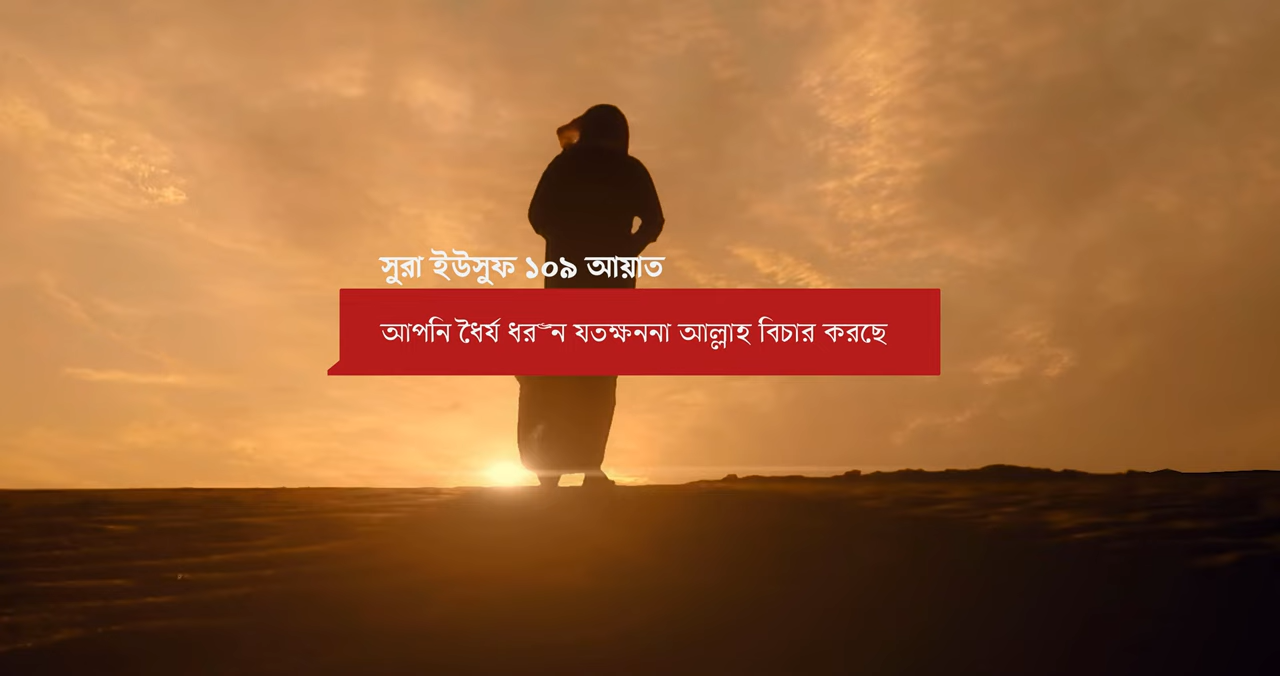 সুরা ইউসুফ ১০৯ আয়াত
আপনি ধৈর্য ধরুন যতক্ষননা আল্লাহ বিচার করছে